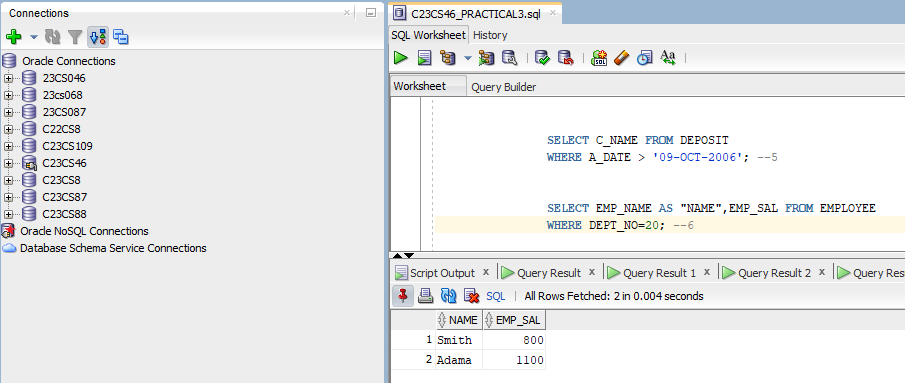 Connections
Oracle Connections
23CS046
23cs068
23CS087
C22CS8
C23CS109
C23CS46
C23CS8
C23CS87
C23CS88
Oracle NoSQL Connections
Database Schema Service Connections
C23CS46_PRACTICAL3.sql
SQL Worksheet History
Worksheet Query Builder
SELECT C_NAME FROM DEPOSIT
WHERE A_DATE > '09-OCT-2006'; --5
SELECT EMP_NAME AS "NAME",EMP_SAL FROM EMPLOYEE
WHERE DEPT_NO=20; --6
Script Output x Query Result x Query Result 1 x Query Result 2 x Query Res
SQL | All Rows Fetched: 2 in 0.004 seconds
NAME EMP_SAL
1 Smith 800
2 Adama 1100